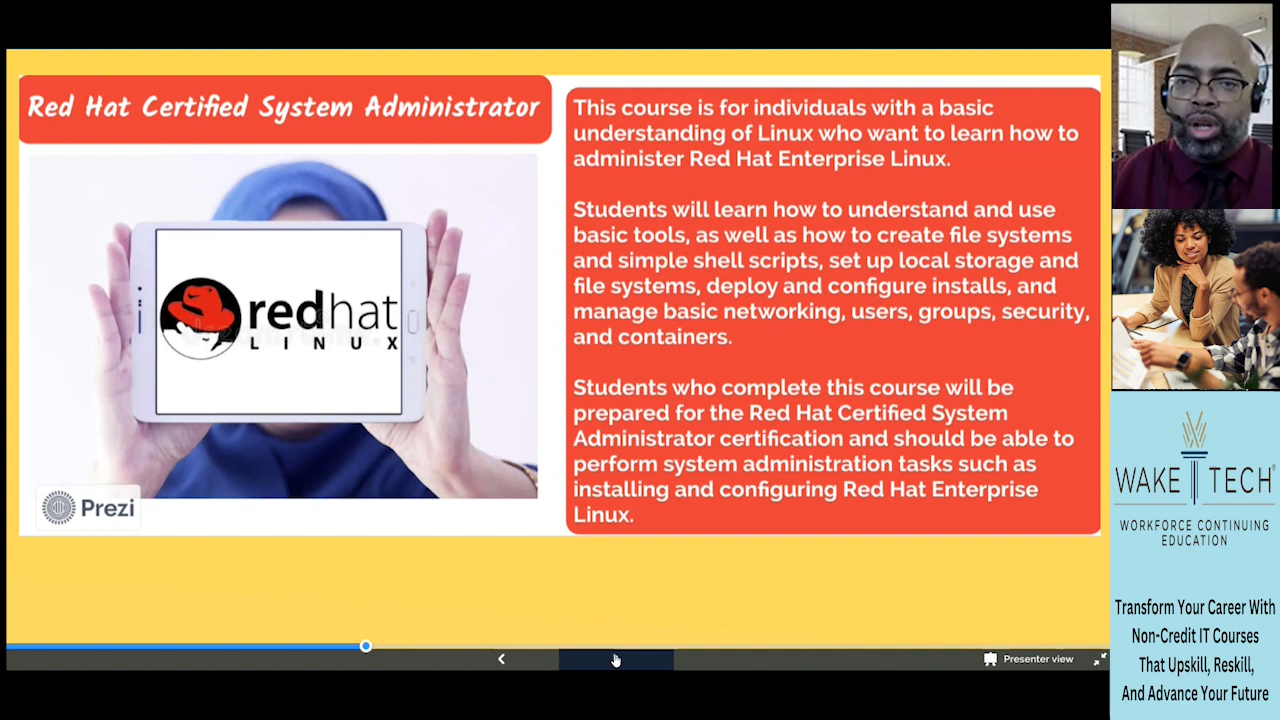 Red Hat Certified System Administrator
redhat
LINUX
Prezi
This course is for individuals with a basic
understanding of Linux who want to learn how to
administer Red Hat Enterprise Linux.
Students will learn how to understand and use
basic tools, as well as how to create file systems
and simple shell scripts, set up local storage and
file systems, deploy and configure installs, and
manage basic networking, users, groups, security,
and containers.
Students who complete this course will be
prepared for the Red Hat Certified System
Administrator certification and should be able to
perform system administration tasks such as
installing and configuring Red Hat Enterprise
Linux.
Presenter view
WAKE TECH®
WORKFORCE CONTINUING
EDUCATION
Transform Your Career With
Non-Credit IT Courses
That Upskill, Reskill,
And Advance Your Future